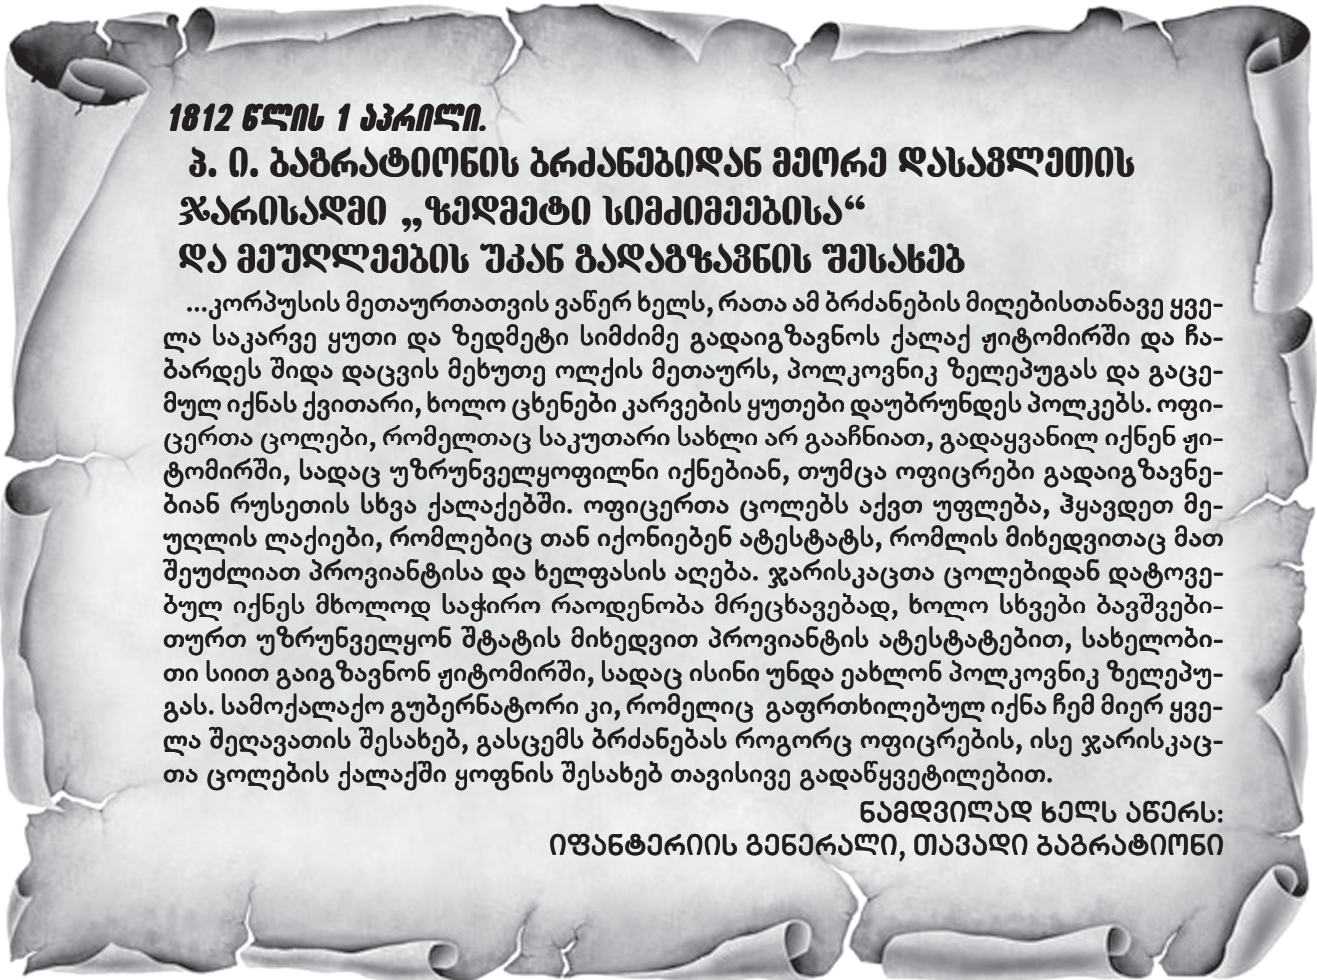 1812 წლის 1 აპრილი.
პ. ი. ბაგრატიონის ბრძანებიდან მეორე დასავლეთის
ჯარისადმი „ზედმეტი სიმძიმეებისა“
და მეუღლეების უკან გადაგზავნის შესახებ
...კორპუსის მეთაურთათვის ვაწერ ხელს, რათა ამ ბრძანების მიღებისთანავე ყვე-
ლა საკარვე ყუთი და ზედმეტი სიმძიმე გადაიგზავნოს ქალაქ ჟიტომირში და ჩა-
ბარდეს შიდა დაცვის მეხუთე ოლქის მეთაურს, პოლკოვნიკ ზელეპუგას და გაცე-
მულ იქნას ქვითარი, ხოლო ცხენები კარვების ყუთები დაუბრუნდეს პოლკებს. ოფი-
ცერთა ცოლები, რომელთაც საკუთარი სახლი არ გააჩნიათ, გადაყვანილ იქნენ ჟი-
ტომირში, სადაც უზრუნველყოფილნი იქნებიან, თუმცა ოფიცრები გადაიგზავნე-
ბიან რუსეთის სხვა ქალაქებში. ოფიცერთა ცოლებს აქვთ უფლება, ჰყავდეთ მე-
უღლის ლაქიები, რომლებიც თან იქონიებენ ატესტატს, რომლის მიხედვითაც მათ
შეუძლიათ პროვიანტისა და ხელფასის აღება. ჯარისკაცთა ცოლებიდან დატოვე-
ბულ იქნეს მხოლოდ საჭირო რაოდენობა მრეცხავებად, ხოლო სხვები ბავშვები-
თურთ უზრუნველყონ შტატის მიხედვით პროვიანტის ატესტატებით, სახელობი-
თი სიით გაიგზავნონ ჟიტომირში, სადაც ისინი უნდა ეახლონ პოლკოვნიკ ზელეპუ-
გას. სამოქალაქო გუბერნატორი კი, რომელიც გაფრთხილებულ იქნა ჩემ მიერ ყვე-
ლა შეღავათის შესახებ, გასცემს ბრძანებას როგორც ოფიცრების, ისე ჯარისკაც-
თა ცოლების ქალაქში ყოფნის შესახებ თავისივე გადაწყვეტილებით.
ნამდვილად ხელს აწერს:
იფანტერიის გენერალი, თავადი ბაგრატიონი